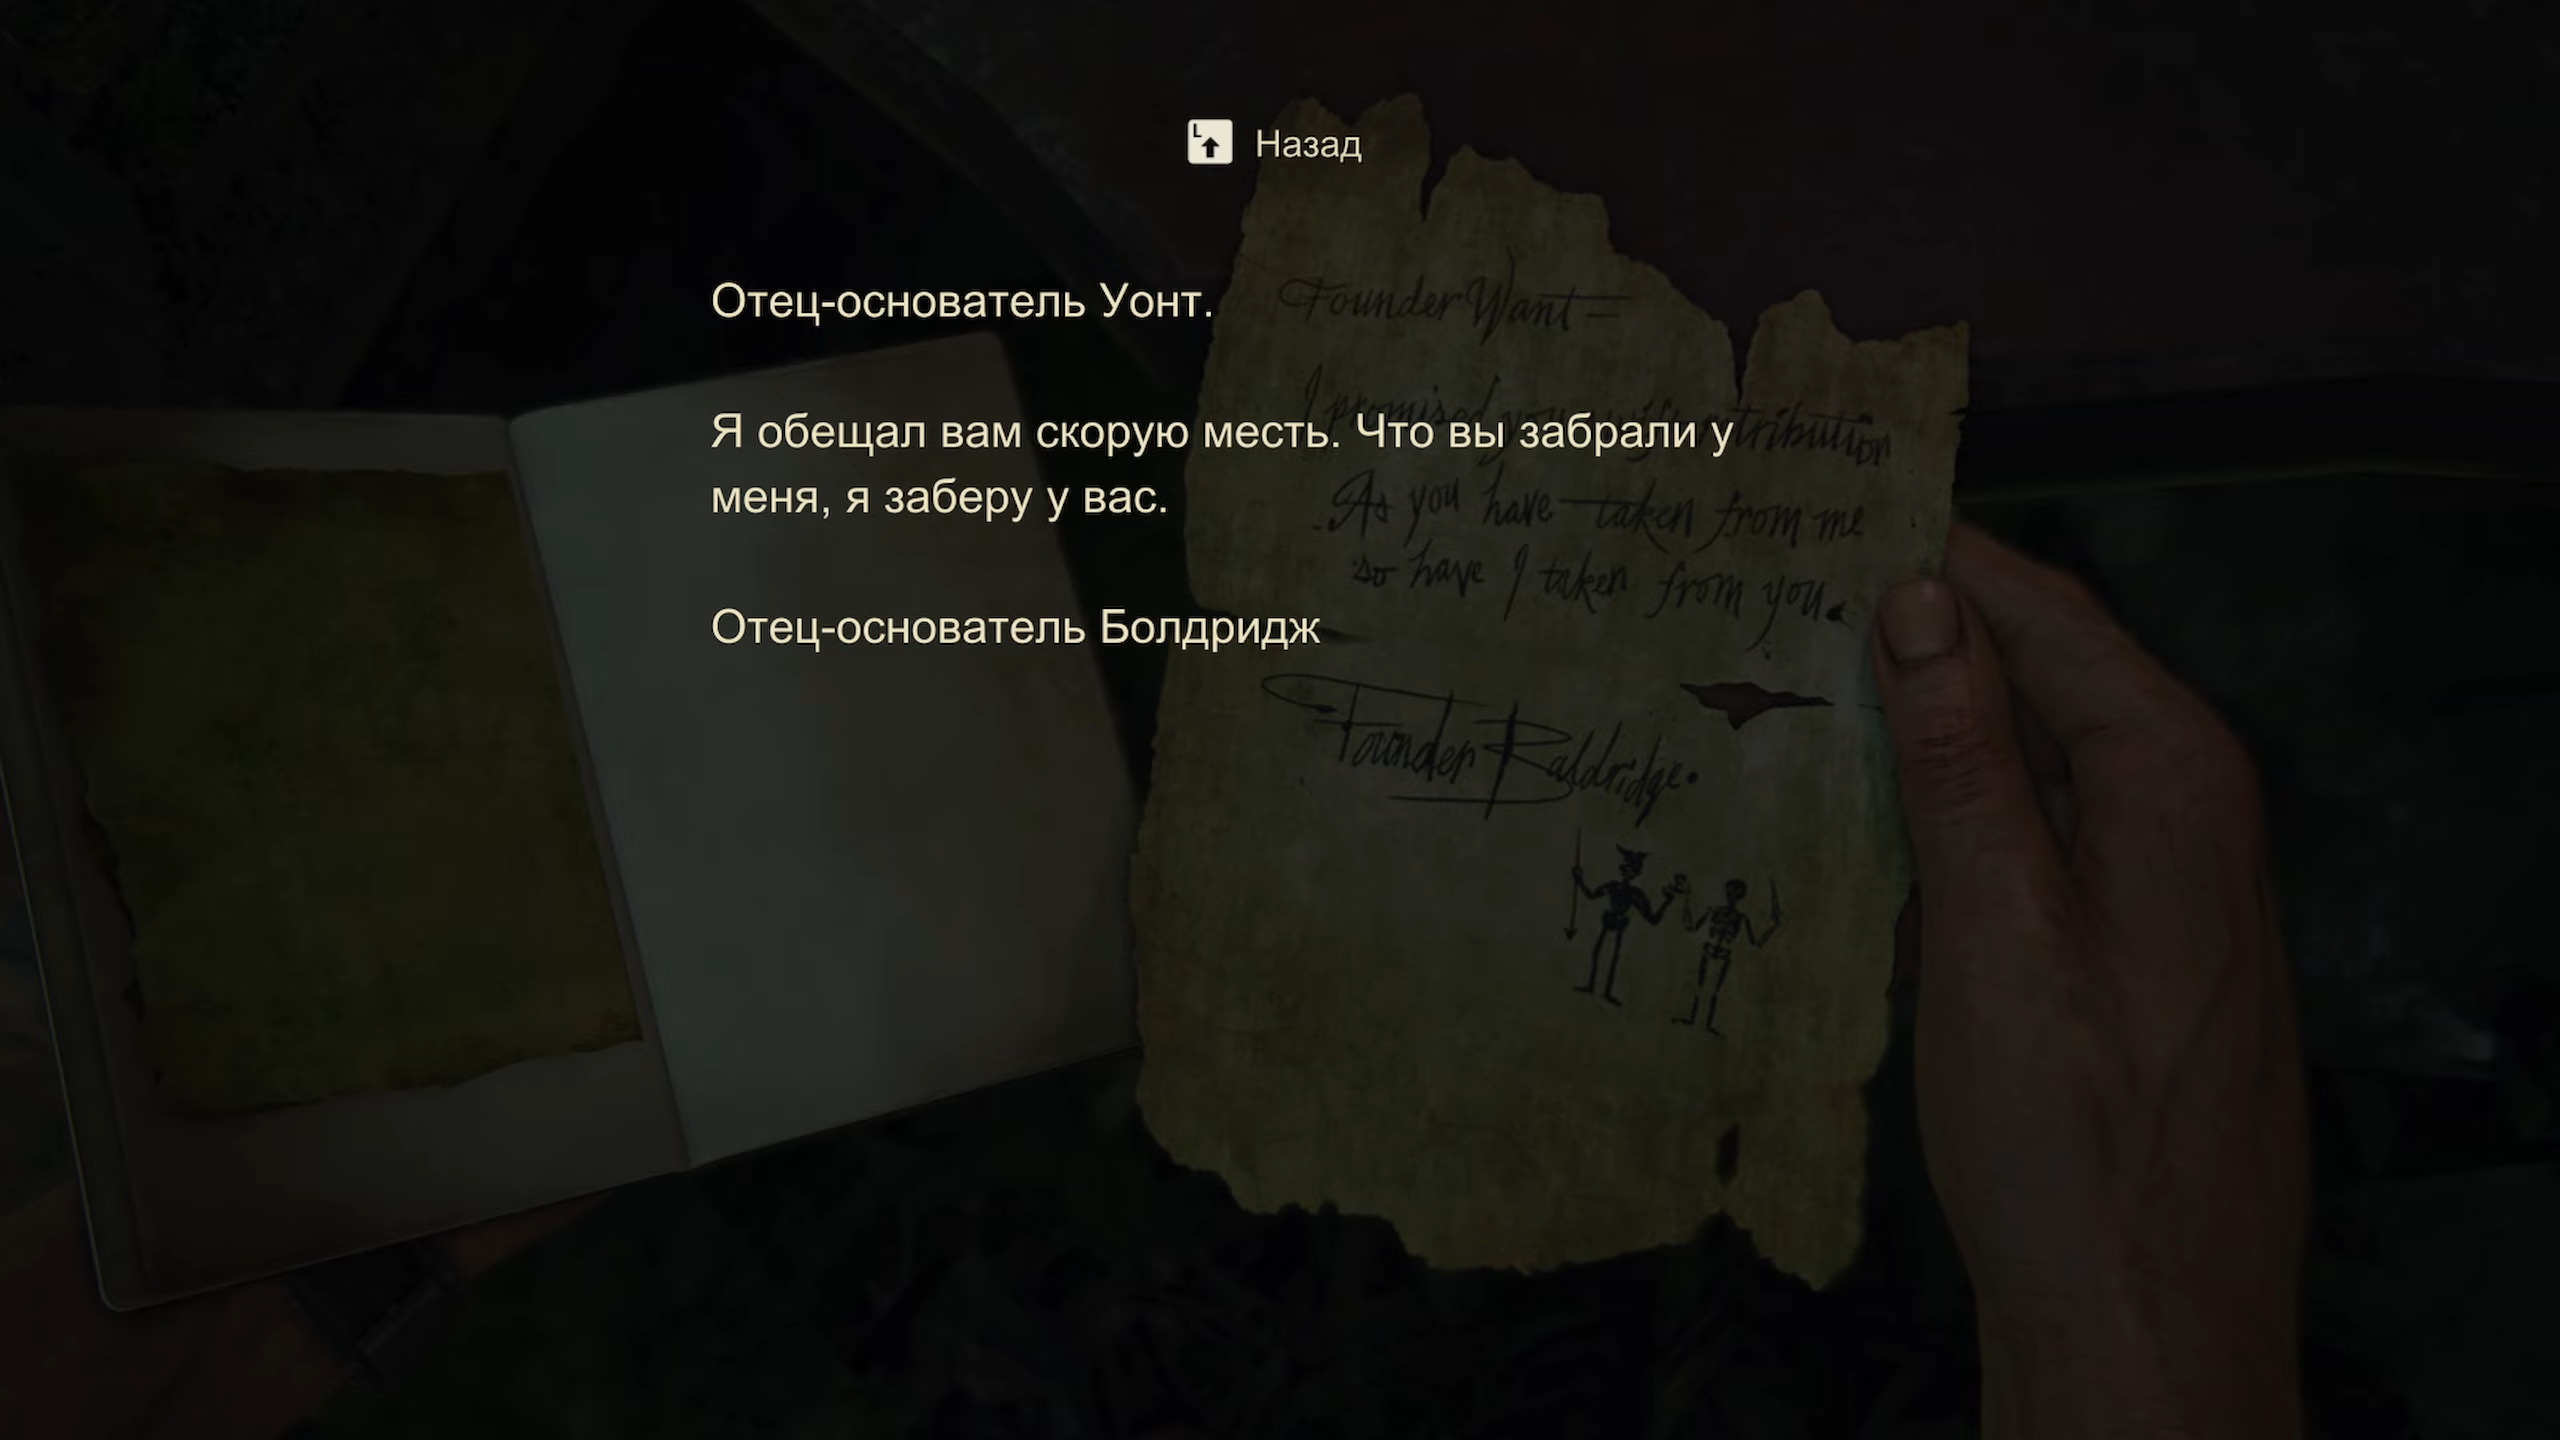 L
Назад
Отец-основатель Уонт.
Я обещал вам скорую месть. Что вы забрали у
меня, я заберу у вас.
Отец-основатель Болдридж
Founder Want –
I promised you swift retribution
As you have taken from me
so have I taken from you.
Founder Baldridge.